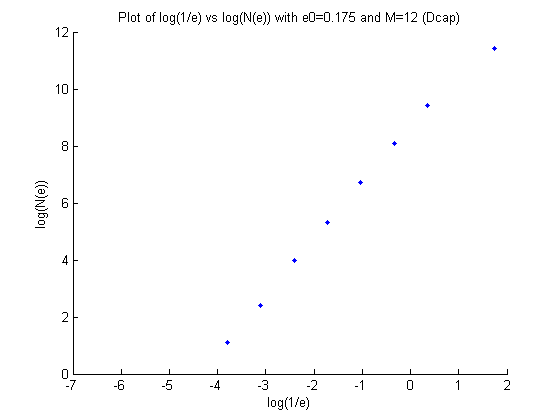 Plot of log(1/e) vs log(N(e)) with e0=0.175 and M=12 (Dcap)
12
10
8
6
4
2
0
log(N(e))
-7 -6 -5 -4 -3 -2 -1 0 1 2
log(1/e)